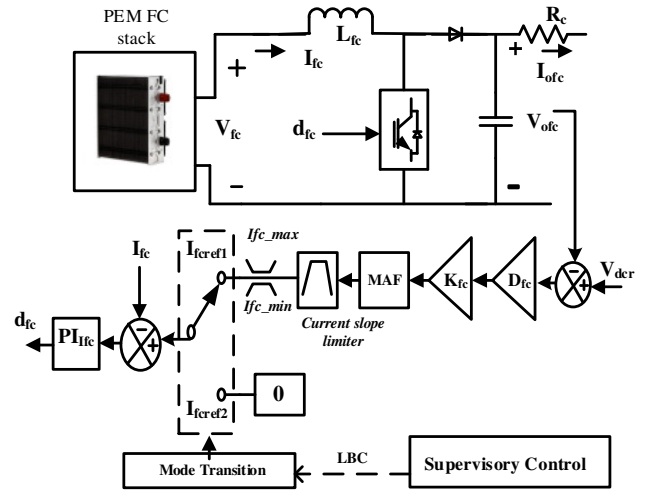 PEM FC
stack
Lfc
Ifc
Rc
Iofc
+
+
Vfc
dfc
Vofc
−
-
Ifc
Ifcref1
Ifc_max
Ifc_min
Current slope
limiter
MAF
Kfc
Dfc
-
+
Vdcr
dfc
PIIfc
-
+
Ifcref2
0
Mode Transition
LBC
Supervisory Control